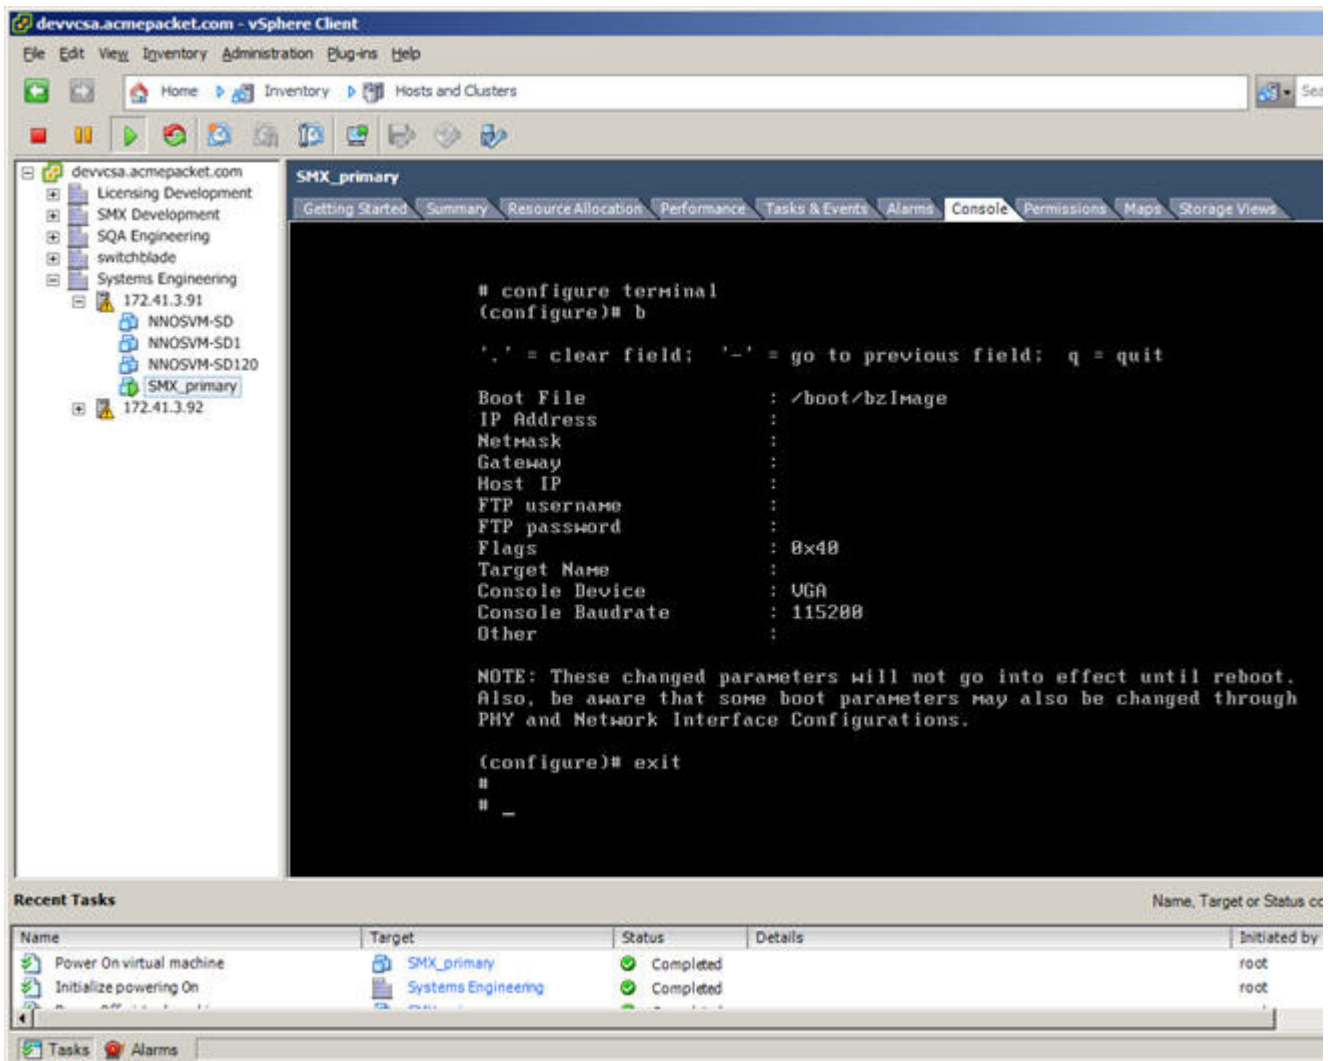 devvcsa.acmepacket.com - vSphere Client
File Edit View Inventory Administration Plug-ins Help
Home Inventory Hosts and Clusters
Sea
devvcsa.acmepacket.com
Licensing Development
SMX Development
SQA Engineering
switchblade
Systems Engineering
172.41.3.91
NNOSVM-SD
NNOSVM-SD1
NNOSVM-SD120
SMX_primary
172.41.3.92
SMX_primary
Getting Started Summary Resource Allocation Performance Tasks & Events Alarms Console Permissions Maps Storage Views
# configure terminal
(configure)# b
'.' = clear field; '-' = go to previous field; q = quit
Boot File : /boot/bzImage
IP Address :
Netmask :
Gateway :
Host IP :
FTP username :
FTP password :
Flags : 0x40
Target Name :
Console Device : VGA
Console Baudrate : 115200
Other :
NOTE: These changed parameters will not go into effect until reboot.
Also, be aware that some boot parameters may also be changed through
PHY and Network Interface Configurations.
(configure)# exit
#
# _
Recent Tasks
Name, Target or Status co
Name Target Status Details Initiated by
Power On virtual machine SMX_primary Completed root
Initialize powering On Systems Engineering Completed root
Tasks Alarms